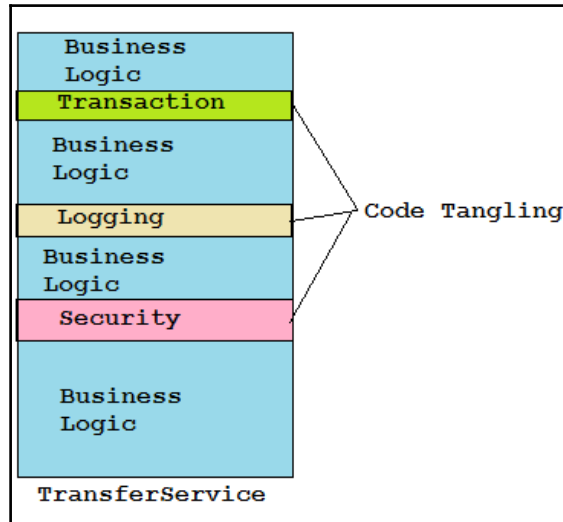 Business
Logic
Transaction
Business
Logic
Code Tangling
Logging
Business
Logic
Security
Business
Logic
TransferService